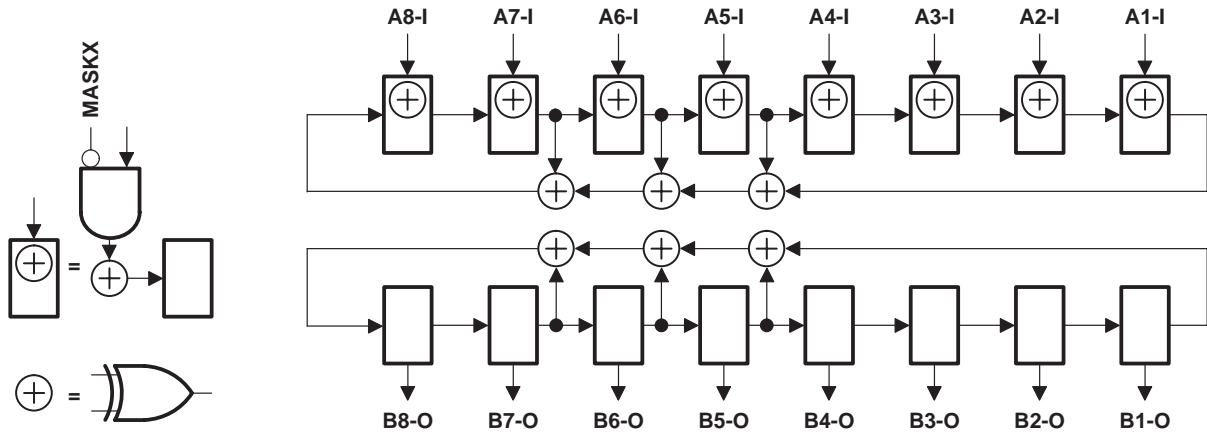 A8-I A7-I A6-I A5-I A4-I A3-I A2-I A1-I
MASKX
=
=
B8-O B7-O B6-O B5-O B4-O B3-O B2-O B1-O